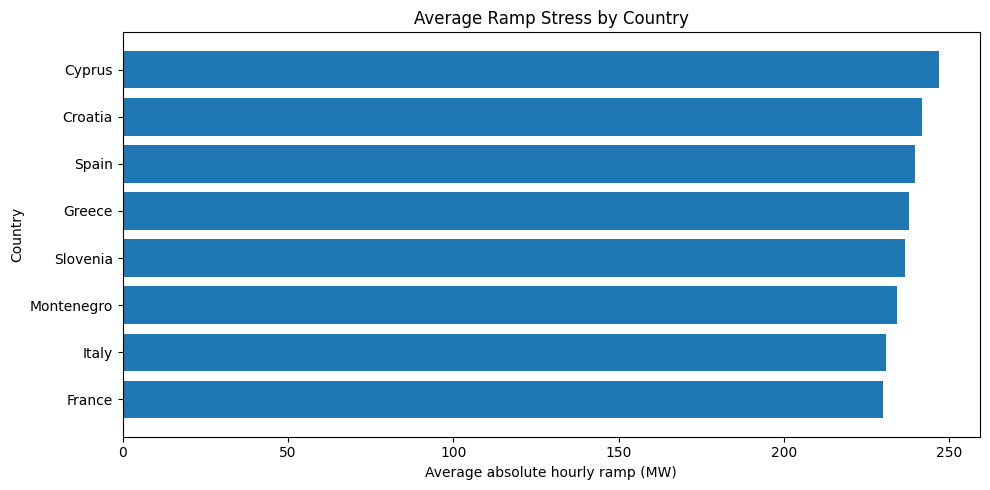 Average Ramp Stress by Country
Country
Cyprus
Croatia
Spain
Greece
Slovenia
Montenegro
Italy
France
0 50 100 150 200 250
Average absolute hourly ramp (MW)